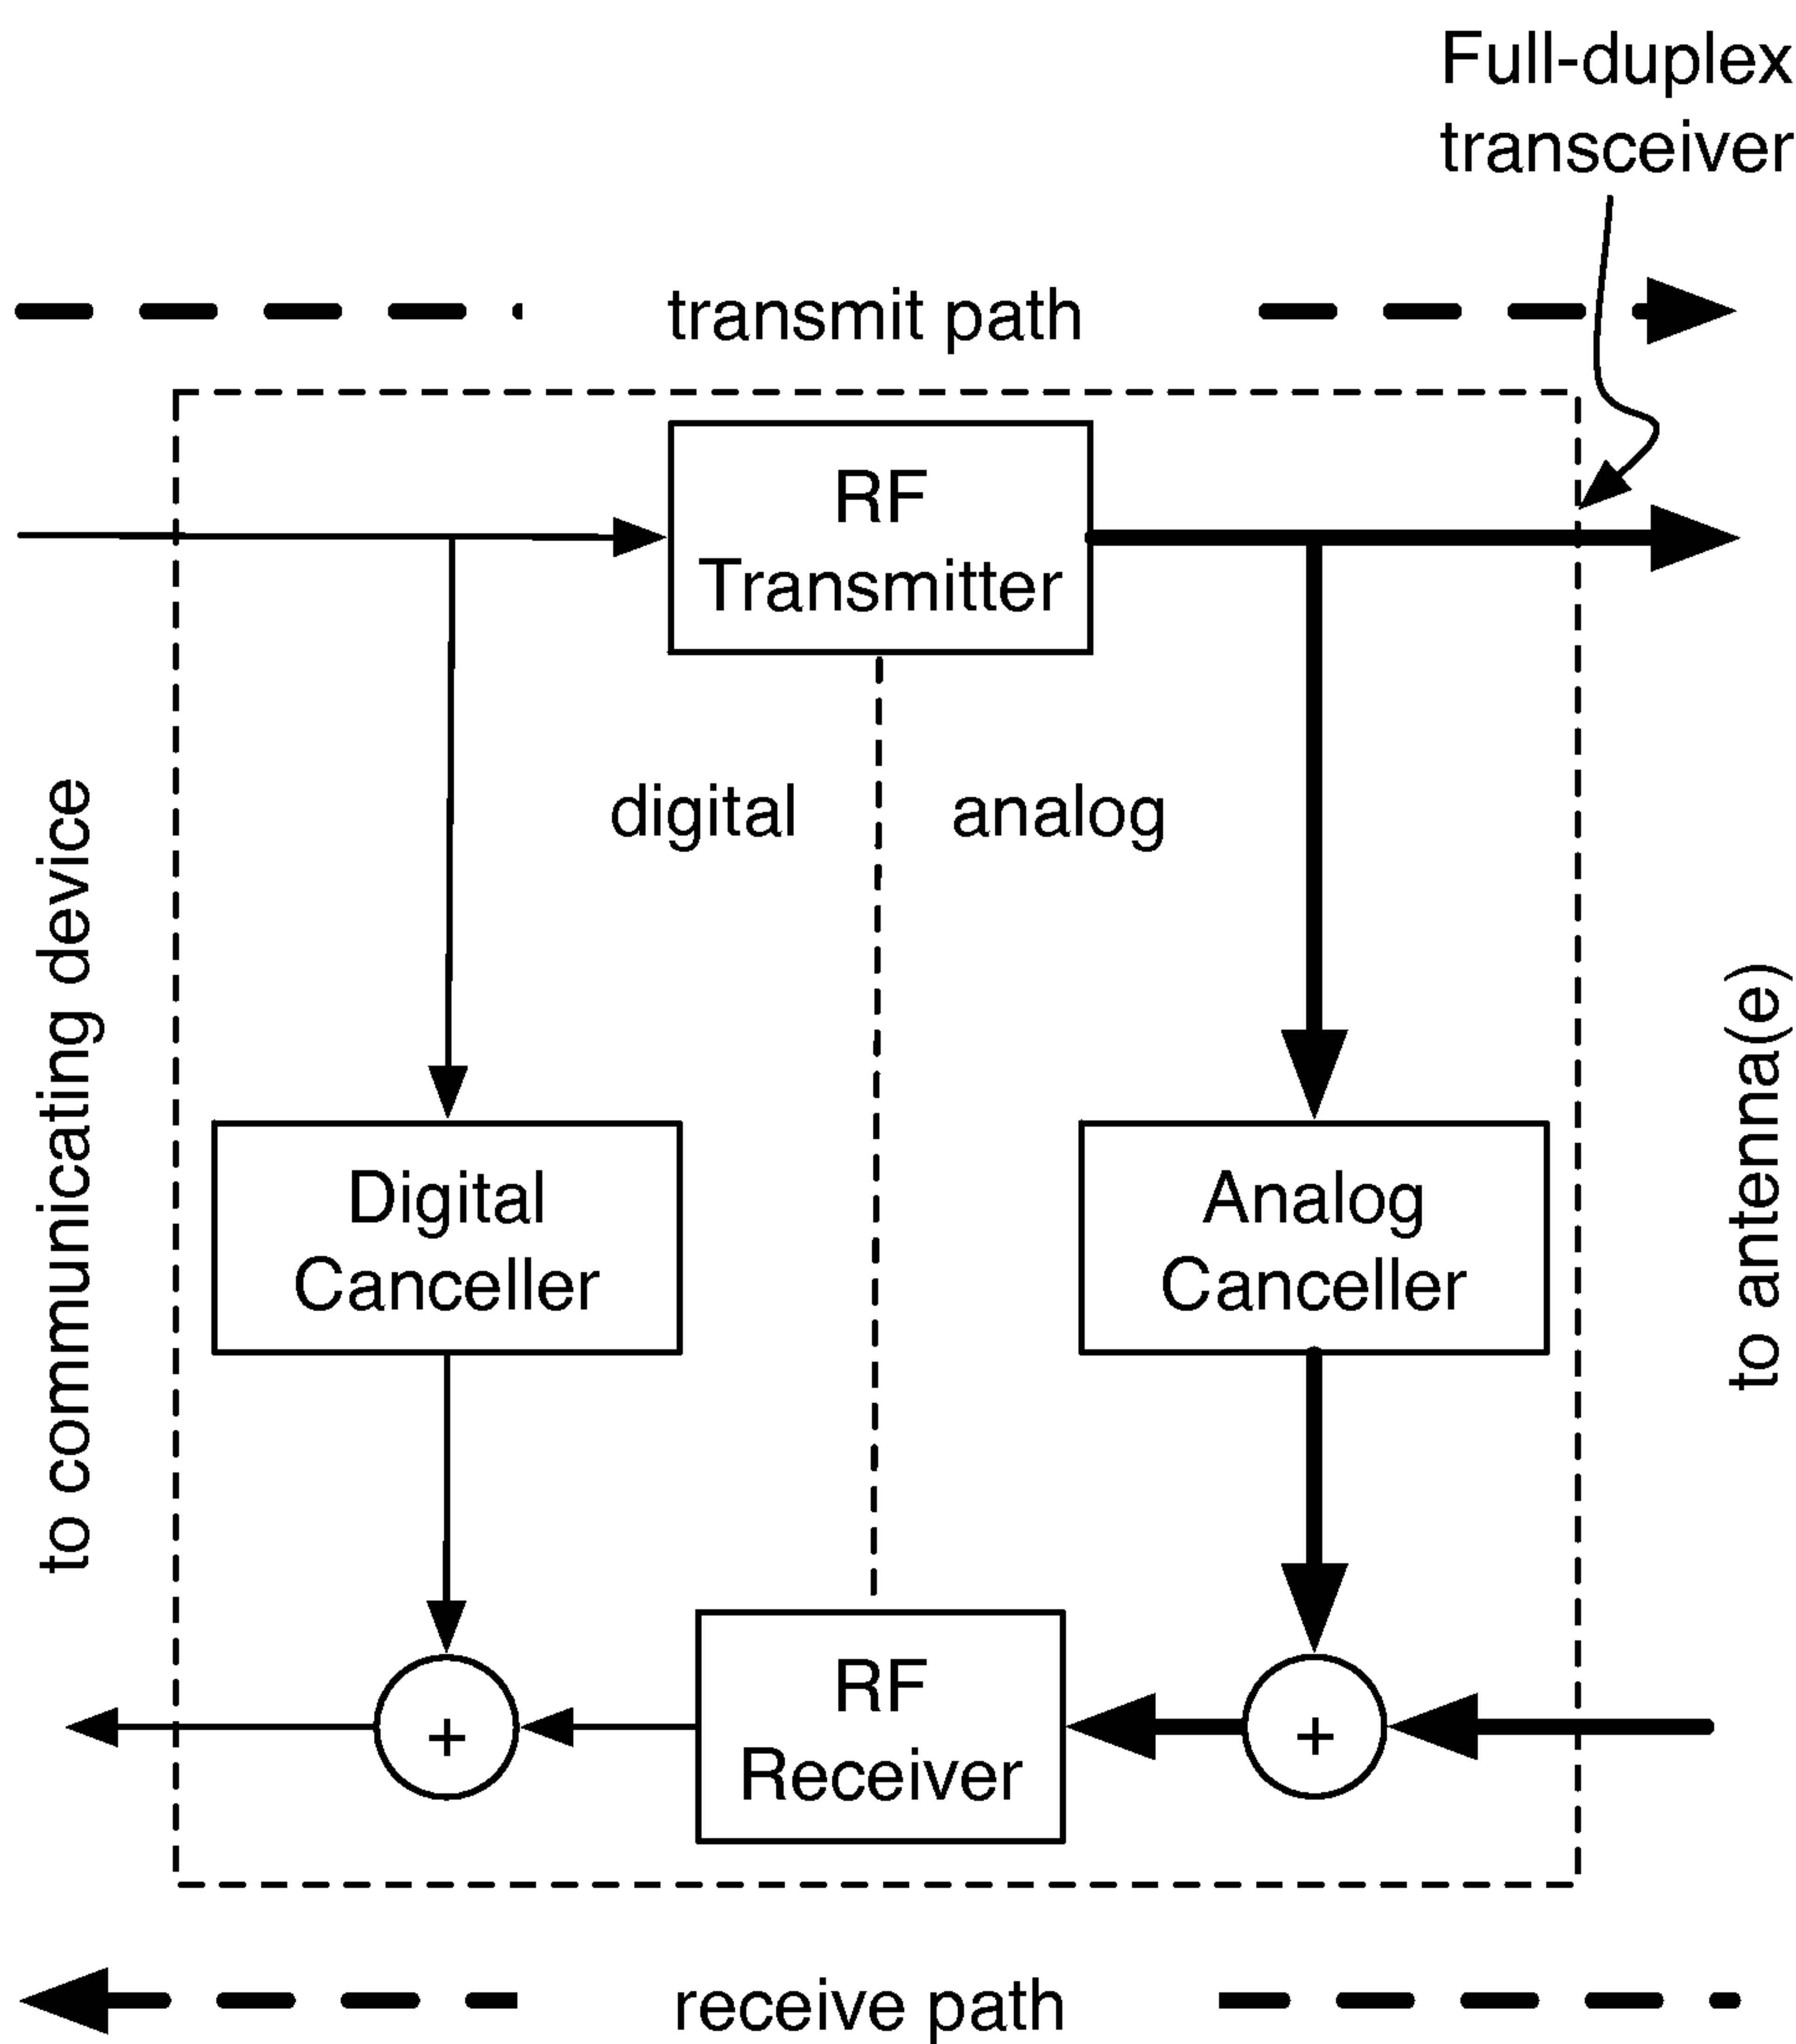 Full-duplex
transceiver
transmit path
RF
Transmitter
digital
analog
to communicating device
to antenna(e)
Digital
Canceller
Analog
Canceller
+
RF
Receiver
+
receive path